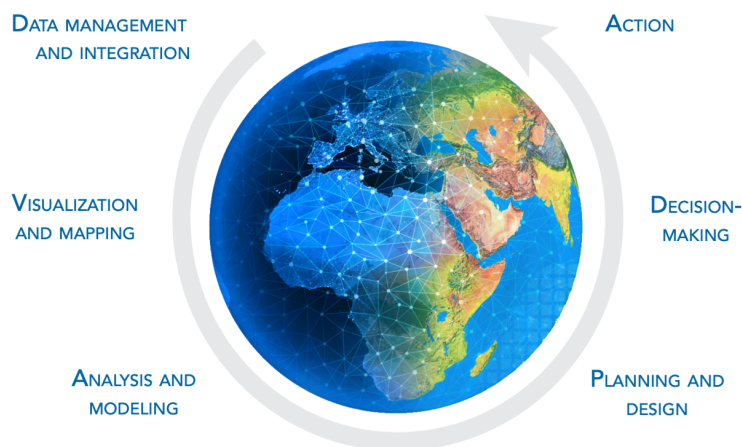 Data management
and integration
Visualization
and mapping
Analysis and
modeling
Planning and
design
Decision-
making
Action